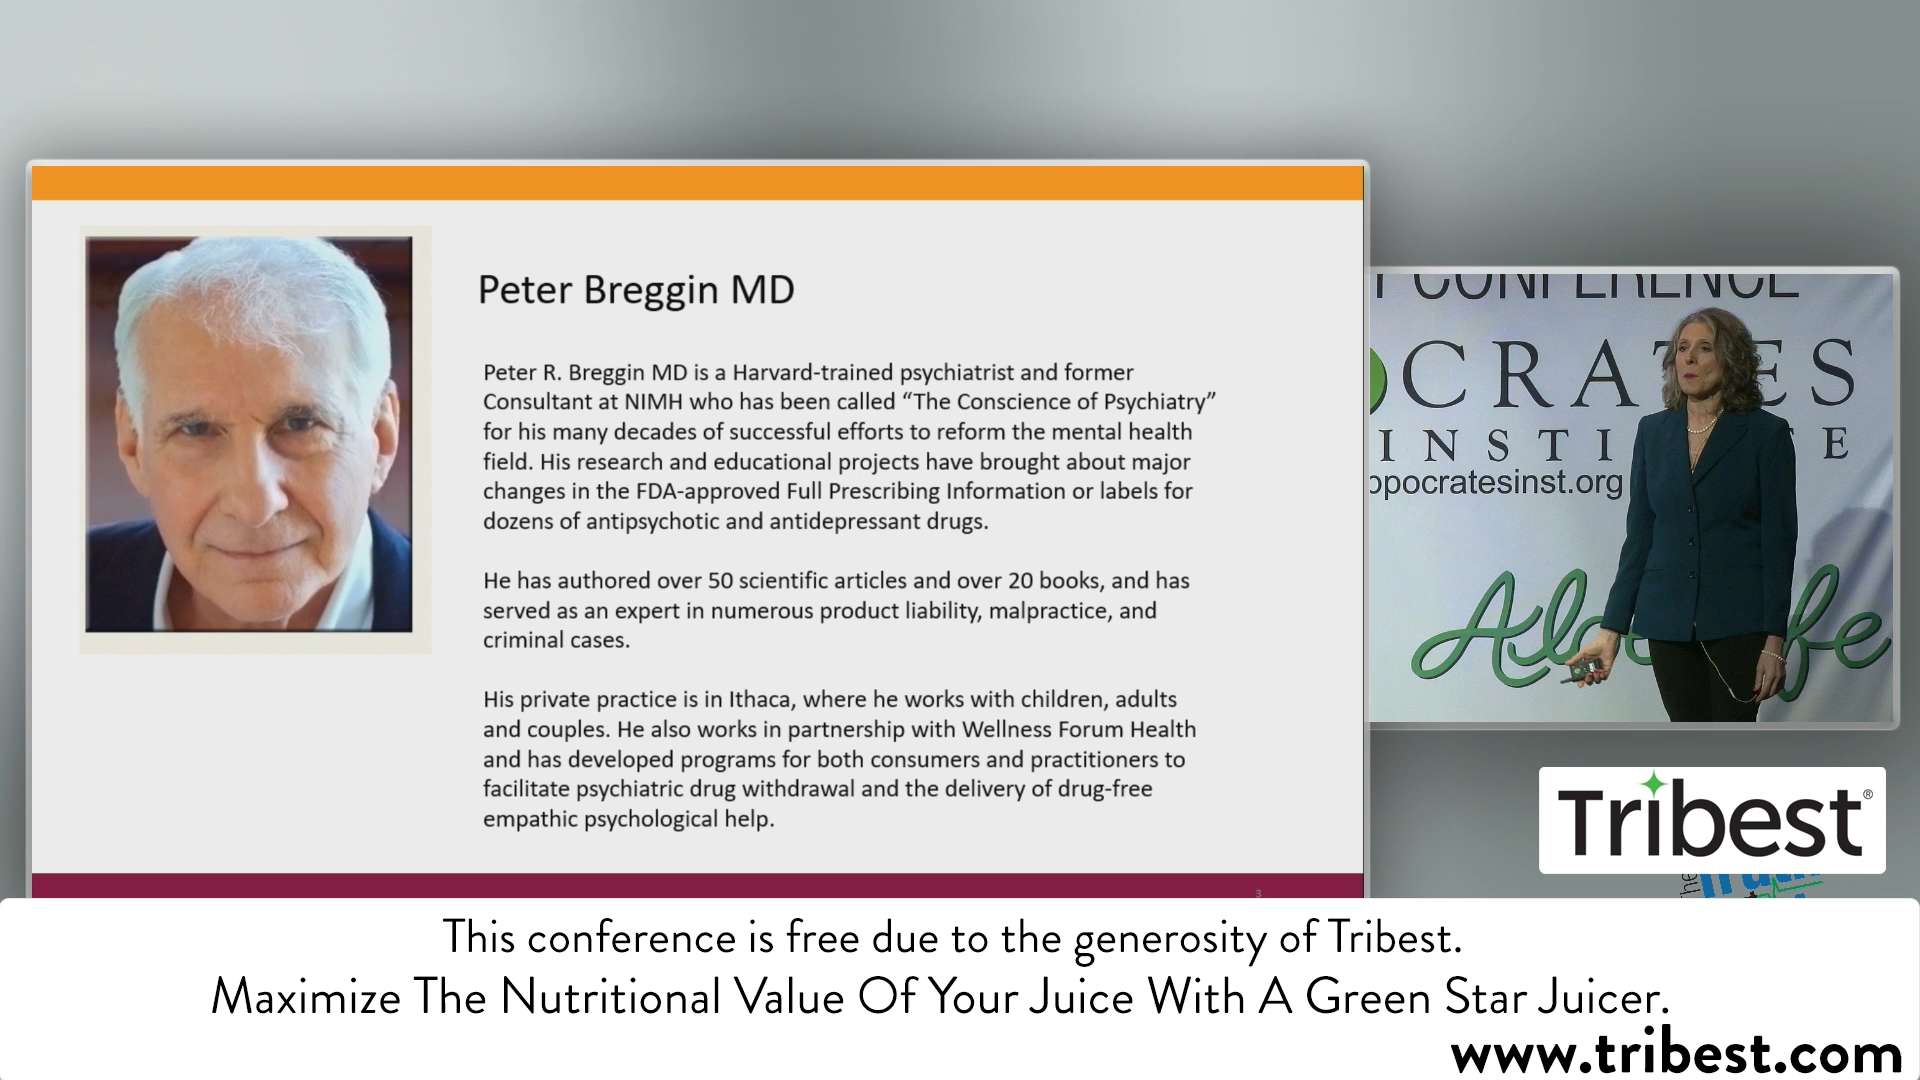 Peter Breggin MD
Peter R. Breggin MD is a Harvard-trained psychiatrist and former
Consultant at NIMH who has been called “The Conscience of Psychiatry”
for his many decades of successful efforts to reform the mental health
field. His research and educational projects have brought about major
changes in the FDA-approved Full Prescribing Information or labels for
dozens of antipsychotic and antidepressant drugs.
He has authored over 50 scientific articles and over 20 books, and has
served as an expert in numerous product liability, malpractice, and
criminal cases.
His private practice is in Ithaca, where he works with children, adults
and couples. He also works in partnership with Wellness Forum Health
and has developed programs for both consumers and practitioners to
facilitate psychiatric drug withdrawal and the delivery of drug-free
empathic psychological help.
3
CONFERENCE
OCRATES
INSTI E
ppocratesinst.org
Tribest®
This conference is free due to the generosity of Tribest.
Maximize The Nutritional Value Of Your Juice With A Green Star Juicer.
www.tribest.com